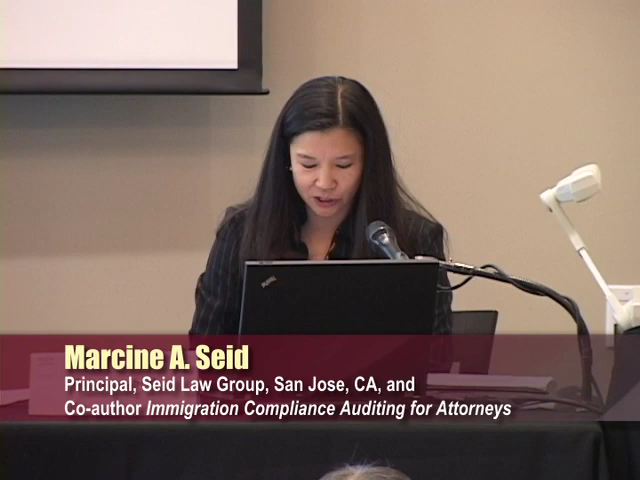 Marcine A. Seid
Principal, Seid Law Group, San Jose, CA, and
Co-author Immigration Compliance Auditing for Attorneys